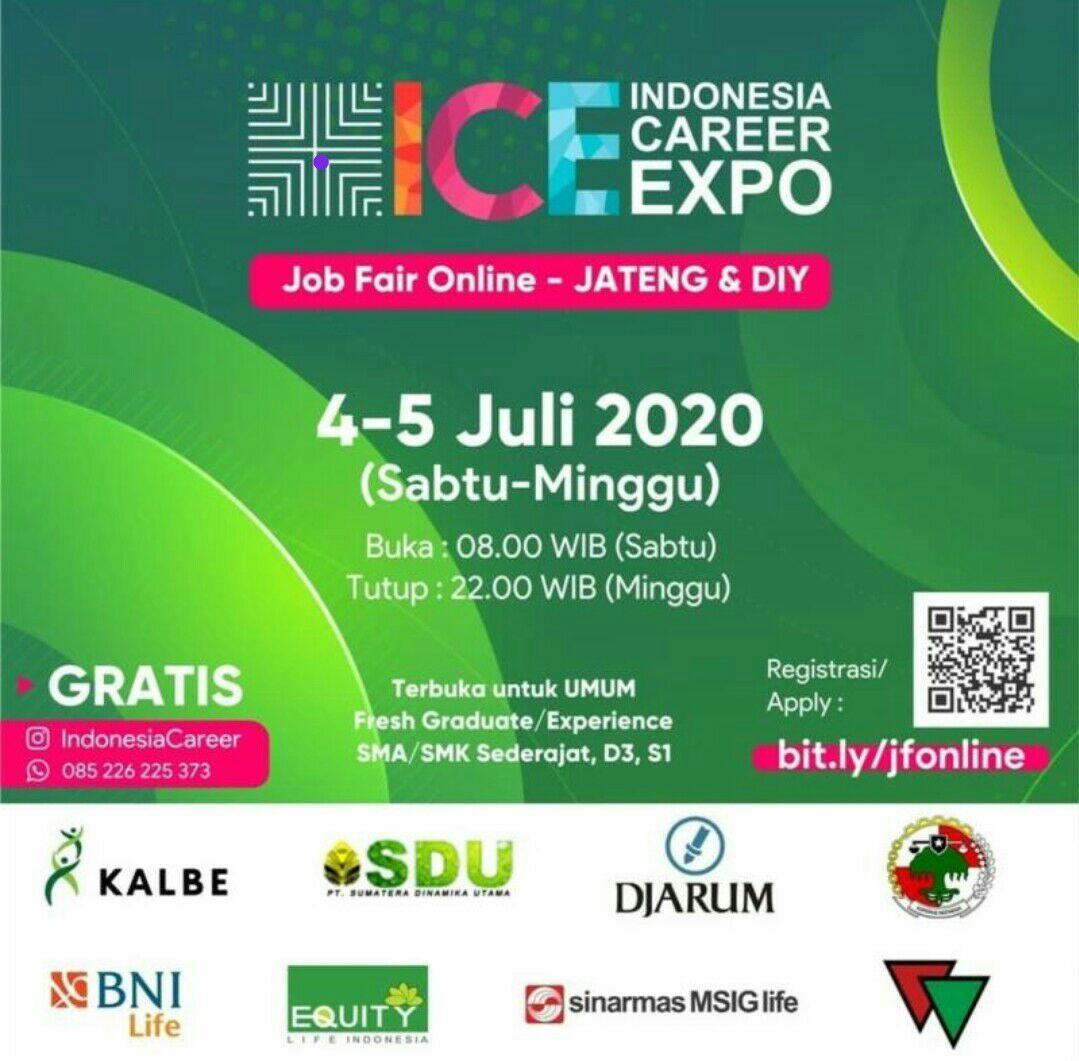 ICE
INDONESIA
CAREER
EXPO
Job Fair Online - JATENG & DIY
4-5 Juli 2020
(Sabtu-Minggu)
Buka : 08.00 WIB (Sabtu)
Tutup : 22.00 WIB (Minggu)
GRATIS
IndonesiaCareer
085 226 225 373
Terbuka untuk UMUM
Fresh Graduate/Experience
SMA/SMK Sederajat, D3, S1
Registrasi/
Apply :
bit.ly/jfonline
KALBE
SDU
PT. SUMATERA DINAMIKA UTAMA
DJARUM
BNI
Life
EQUITY
LIFE INDONESIA
sinarmas MSIG life